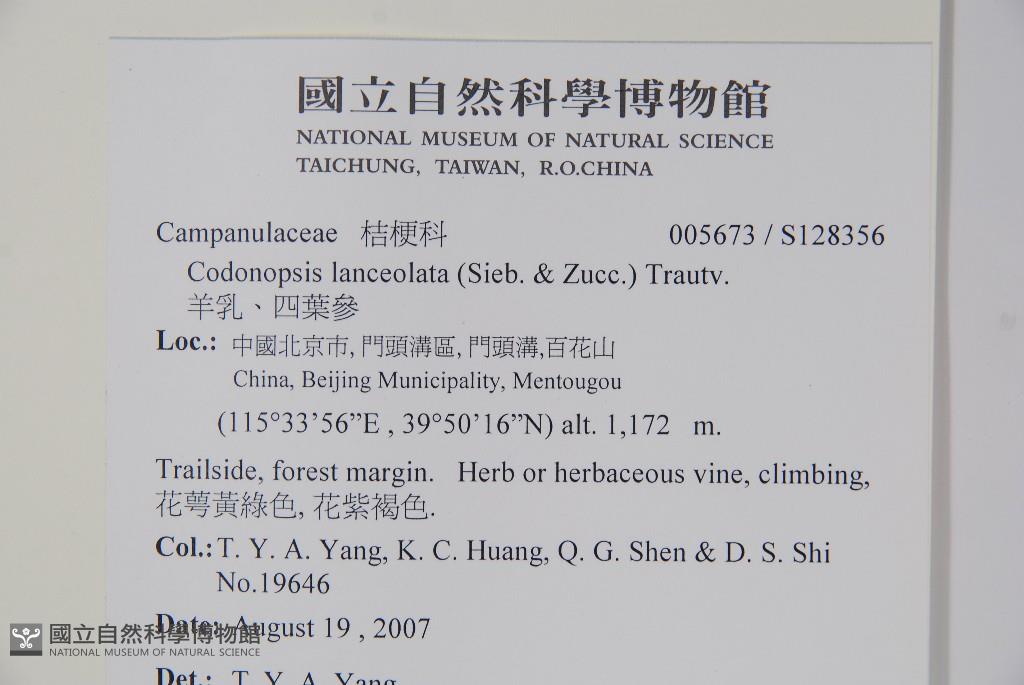 國立自然科學博物館
NATIONAL MUSEUM OF NATURAL SCIENCE
TAICHUNG, TAIWAN, R.O.CHINA
Campanulaceae 桔梗科 005673 / S128356
Codonopsis lanceolata (Sieb. & Zucc.) Trautv.
羊乳、四葉參
Loc.: 中國北京市, 門頭溝區, 門頭溝,百花山
China, Beijing Municipality, Mentougou
(115°33’56”E , 39°50’16”N) alt. 1,172 m.
Trailside, forest margin. Herb or herbaceous vine, climbing,
花萼黃綠色, 花紫褐色.
Col.: T. Y. A. Yang, K. C. Huang, Q. G. Shen & D. S. Shi
No.19646
Date: August 19 , 2007
Det.: T. Y. A. Yang
國立自然科學博物館
NATIONAL MUSEUM OF NATURAL SCIENCE